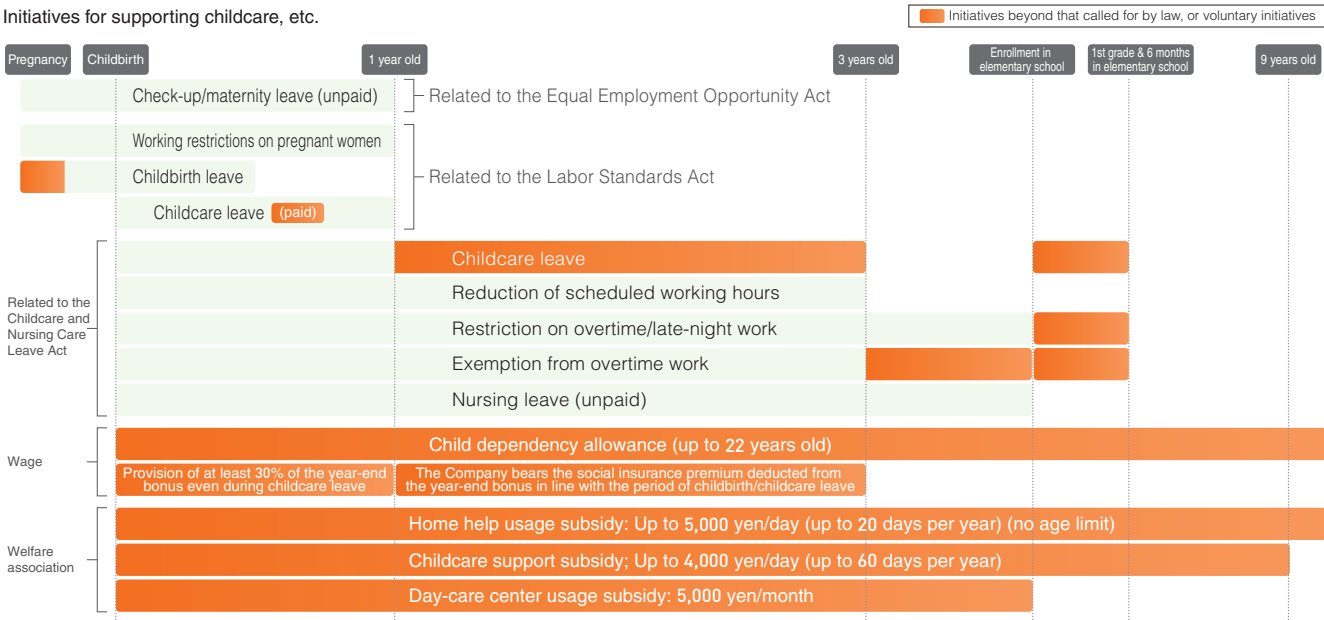 Initiatives for supporting childcare, etc.
Initiatives beyond that called for by law, or voluntary initiatives
Pregnancy
Childbirth
1 year old
3 years old
Enrollment in
elementary school
1st grade & 6 months
in elementary school
9 years old
Check-up/maternity leave (unpaid)
Related to the Equal Employment Opportunity Act
Working restrictions on pregnant women
Childbirth leave
Related to the Labor Standards Act
Childcare leave (paid)
Related to the
Childcare and
Nursing Care
Leave Act
Childcare leave
Reduction of scheduled working hours
Restriction on overtime/late-night work
Exemption from overtime work
Nursing leave (unpaid)
Wage
Child dependency allowance (up to 22 years old)
Provision of at least 30% of the year-end
bonus even during childcare leave
The Company bears the social insurance premium deducted from
the year-end bonus in line with the period of childbirth/childcare leave
Welfare
association
Home help usage subsidy: Up to 5,000 yen/day (up to 20 days per year) (no age limit)
Childcare support subsidy; Up to 4,000 yen/day (up to 60 days per year)
Day-care center usage subsidy: 5,000 yen/month